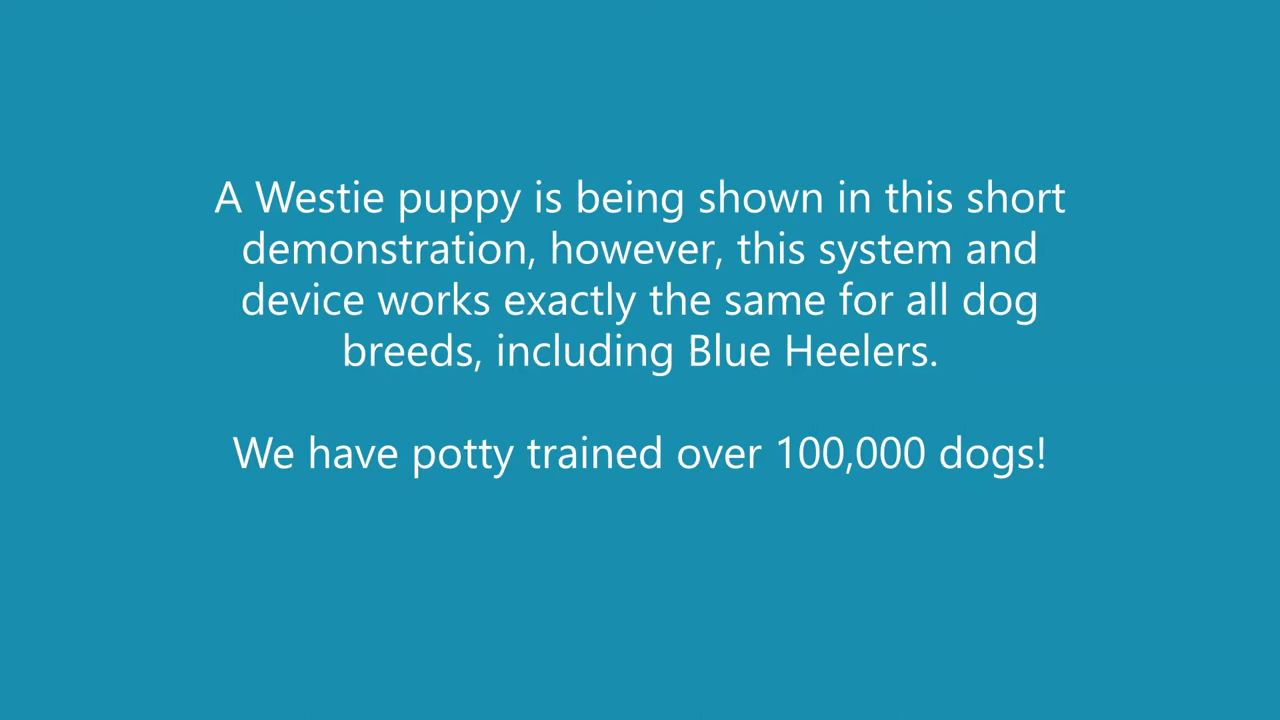 A Westie puppy is being shown in this short
demonstration, however, this system and
device works exactly the same for all dog
breeds, including Blue Heelers.
We have potty trained over 100,000 dogs!